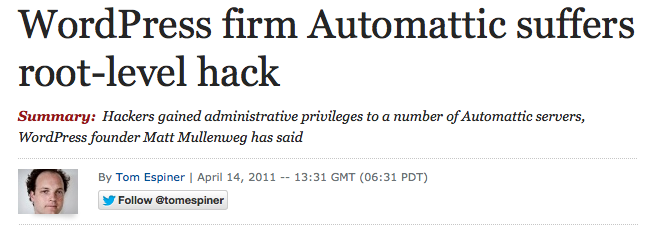 WordPress firm Automattic suffers
root-level hack
Summary: Hackers gained administrative privileges to a number of Automattic servers,
WordPress founder Matt Mullenweg has said
By Tom Espiner | April 14, 2011 -- 13:31 GMT (06:31 PDT)
Follow @tomespiner